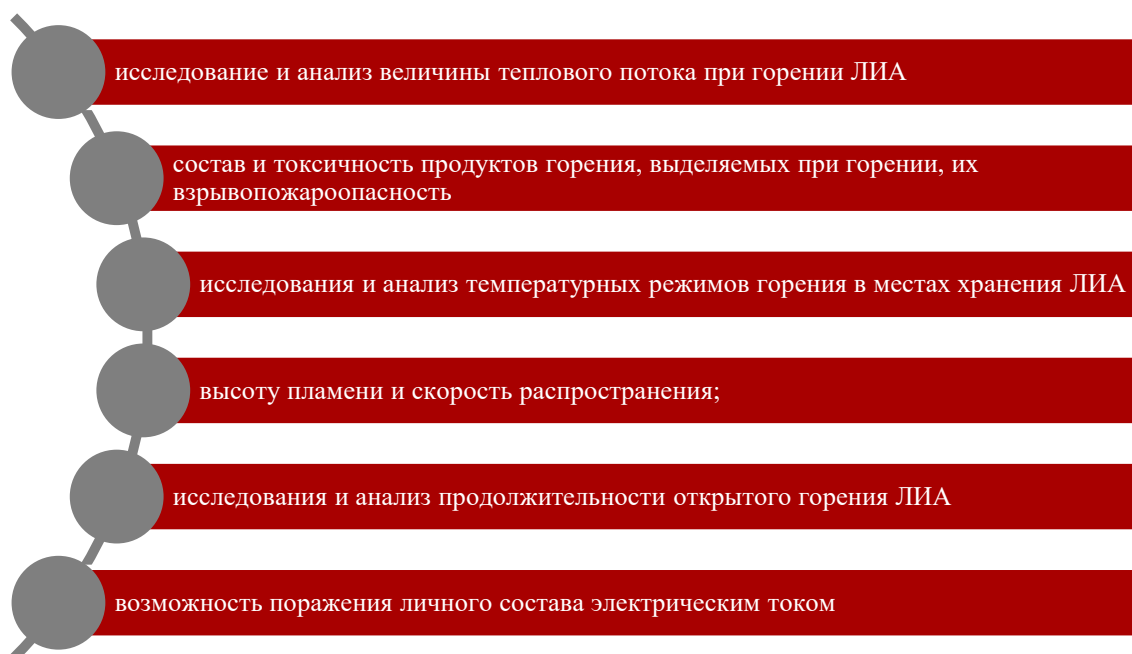 исследование и анализ величины теплового потока при горении ЛИА
состав и токсичность продуктов горения, выделяемых при горении, их
взрывопожароопасность
исследования и анализ температурных режимов горения в местах хранения ЛИА
высоту пламени и скорость распространения;
исследования и анализ продолжительности открытого горения ЛИА
возможность поражения личного состава электрическим током